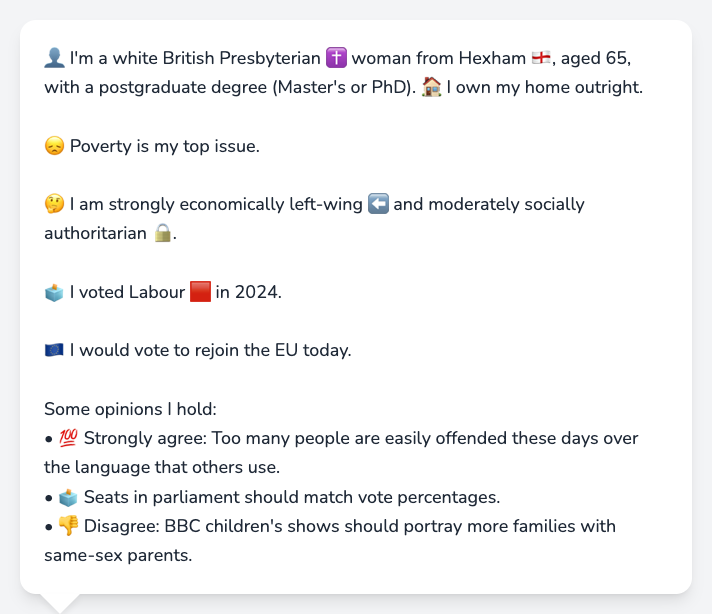 👤 I'm a white British Presbyterian ✝️ woman from Hexham 🏴󠁧󠁢󠁥󠁮󠁧󠁿, aged 65,
with a postgraduate degree (Master's or PhD). 🏠 I own my home outright.
😞 Poverty is my top issue.
🤔 I am strongly economically left-wing ⬅️ and moderately socially
authoritarian 🔒.
🗳️ I voted Labour 🟥 in 2024.
🇪🇺 I would vote to rejoin the EU today.
Some opinions I hold:
• 💯 Strongly agree: Too many people are easily offended these days over
the language that others use.
• 🗳️ Seats in parliament should match vote percentages.
• 👎 Disagree: BBC children's shows should portray more families with
same-sex parents.